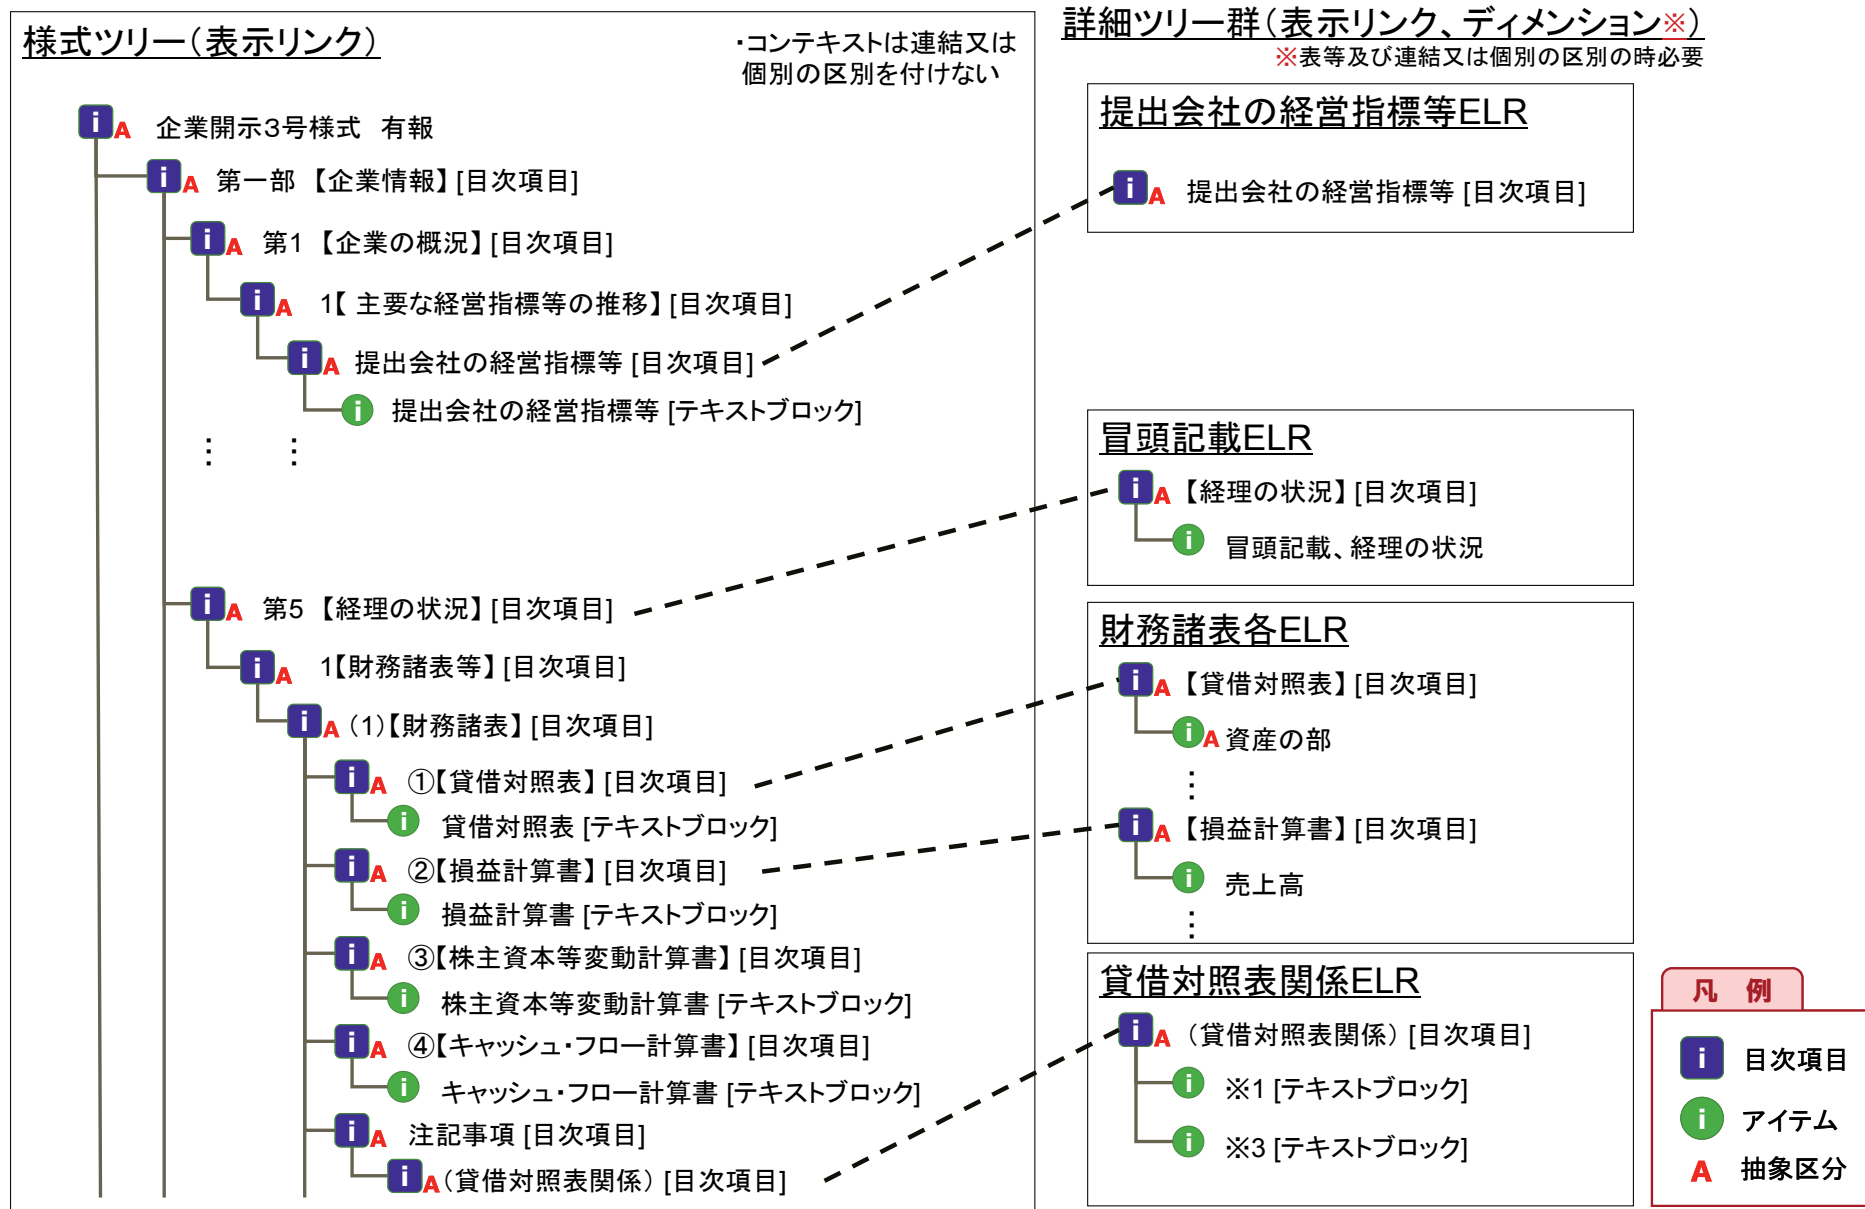 様式ツリー(表示リンク)
・コンテキストは連結又は
個別の区別を付けない
i A 企業開示3号様式 有報
i A 第一部 【企業情報】 [目次項目]
i A 第1 【企業の概況】 [目次項目]
i A 1【 主要な経営指標等の推移】 [目次項目]
i A 提出会社の経営指標等 [目次項目]
i 提出会社の経営指標等 [テキストブロック]
⋮ ⋮
i A 第5 【経理の状況】 [目次項目]
i A 1【財務諸表等】 [目次項目]
i A (1)【財務諸表】 [目次項目]
i A ①【貸借対照表】 [目次項目]
i 貸借対照表 [テキストブロック]
i A ②【損益計算書】 [目次項目]
i 損益計算書 [テキストブロック]
i A ③【株主資本等変動計算書】 [目次項目]
i 株主資本等変動計算書 [テキストブロック]
i A ④【キャッシュ・フロー計算書】 [目次項目]
i キャッシュ・フロー計算書 [テキストブロック]
i A 注記事項 [目次項目]
i A (貸借対照表関係) [目次項目]
詳細ツリー群(表示リンク、ディメンション※)
※表等及び連結又は個別の区別の時必要
提出会社の経営指標等ELR
i A 提出会社の経営指標等 [目次項目]
冒頭記載ELR
i A 【経理の状況】 [目次項目]
i 冒頭記載、経理の状況
財務諸表各ELR
i A 【貸借対照表】 [目次項目]
i A 資産の部
⋮
i A 【損益計算書】 [目次項目]
i 売上高
⋮
貸借対照表関係ELR
i A (貸借対照表関係) [目次項目]
i ※1 [テキストブロック]
i ※3 [テキストブロック]
凡 例
i 目次項目
i アイテム
A 抽象区分